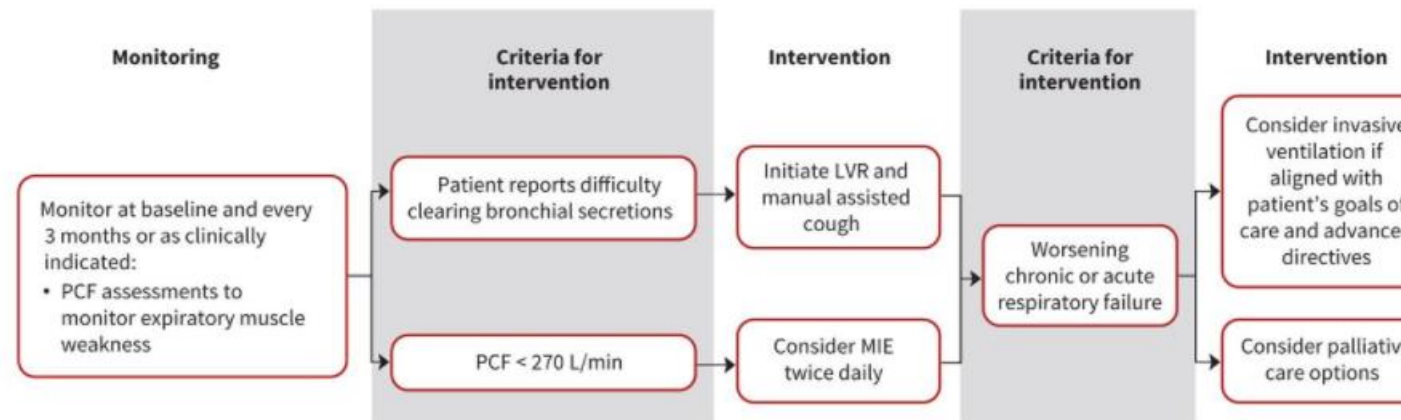 Monitoring
Criteria for
intervention
Intervention
Criteria for
intervention
Intervention
Monitor at baseline and every
3 months or as clinically
indicated:
• PCF assessments to
monitor expiratory muscle
weakness
Patient reports difficulty
clearing bronchial secretions
PCF < 270 L/min
Initiate LVR and
manual assisted
cough
Consider MIE
twice daily
Worsening
chronic or acute
respiratory failure
Consider invasive
ventilation if
aligned with
patient's goals of
care and advance
directives
Consider palliativ
care options